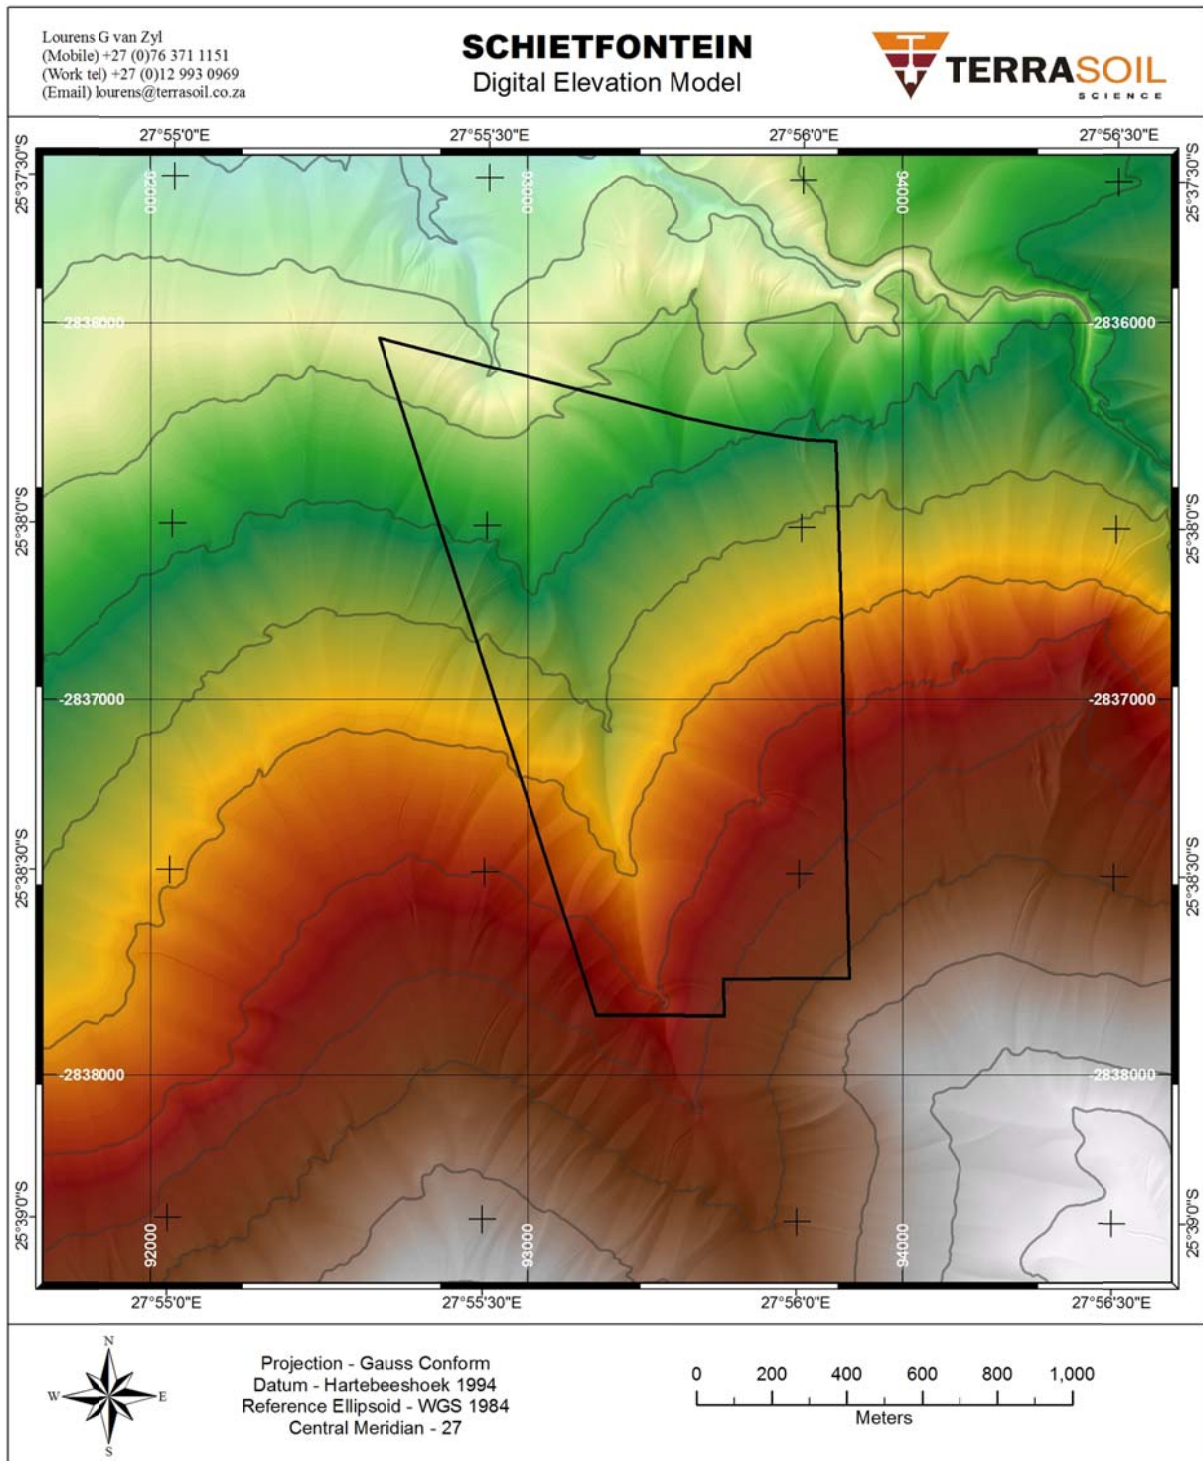 Lourens G van Zyl
(Mobile) +27 (0)76 371 1151
(Work tel) +27 (0)12 993 0969
(Email) lourens@terrasoil.co.za
SCHIETFONTEIN
Digital Elevation Model
TERRASOIL
SCIENCE
27°55'0"E 27°55'30"E 27°56'0"E 27°56'30"E
25°37'30"S 25°37'30"S
92000 93000 94000
-2836000 -2836000
25°38'0"S 25°38'0"S
-2837000 -2837000
25°38'30"S 25°38'30"S
-2838000 -2838000
25°39'0"S 25°39'0"S
92000 93000 94000
27°55'0"E 27°55'30"E 27°56'0"E 27°56'30"E
N
W E
S
Projection - Gauss Conform
Datum - Hartebeeshoek 1994
Reference Ellipsoid - WGS 1984
Central Meridian - 27
0 200 400 600 800 1,000
Meters